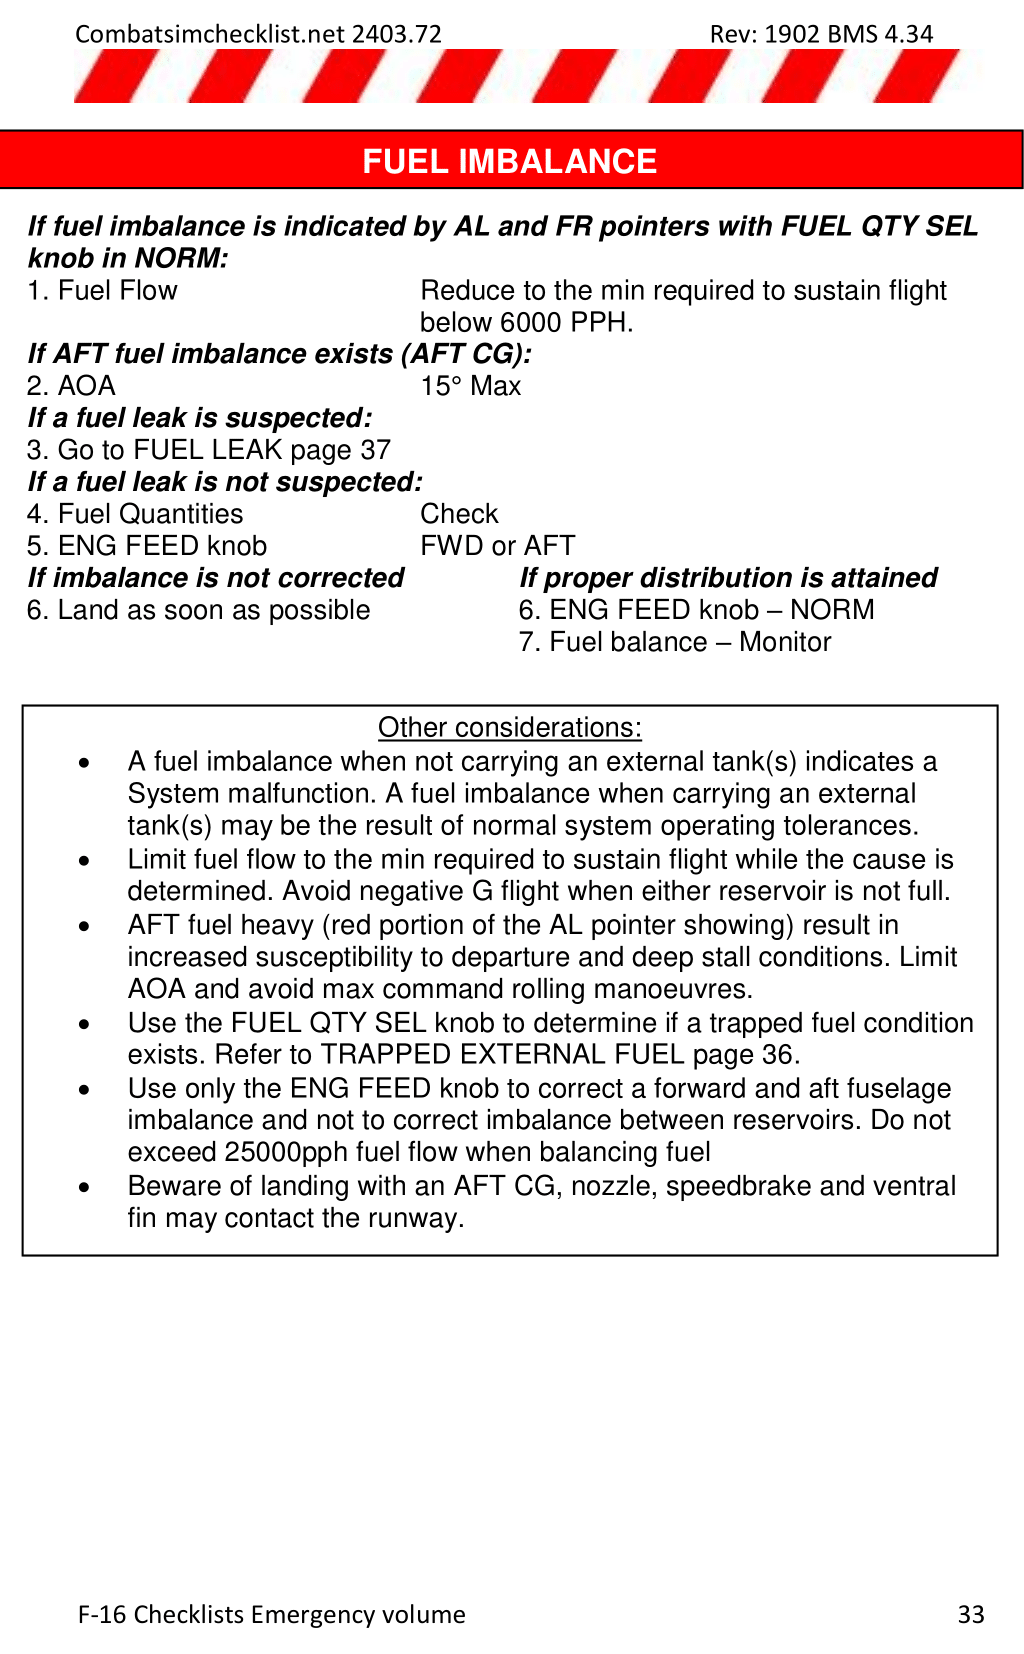 Combatsimchecklist.net 2403.72 Rev: 1902 BMS 4.34
FUEL IMBALANCE
If fuel imbalance is indicated by AL and FR pointers with FUEL QTY SEL
knob in NORM:
1. Fuel Flow Reduce to the min required to sustain flight
below 6000 PPH.
If AFT fuel imbalance exists (AFT CG):
2. AOA 15° Max
If a fuel leak is suspected:
3. Go to FUEL LEAK page 37
If a fuel leak is not suspected:
4. Fuel Quantities Check
5. ENG FEED knob FWD or AFT
If imbalance is not corrected If proper distribution is attained
6. Land as soon as possible 6. ENG FEED knob – NORM
7. Fuel balance – Monitor
Other considerations:
• A fuel imbalance when not carrying an external tank(s) indicates a
System malfunction. A fuel imbalance when carrying an external
tank(s) may be the result of normal system operating tolerances.
• Limit fuel flow to the min required to sustain flight while the cause is
determined. Avoid negative G flight when either reservoir is not full.
• AFT fuel heavy (red portion of the AL pointer showing) result in
increased susceptibility to departure and deep stall conditions. Limit
AOA and avoid max command rolling manoeuvres.
• Use the FUEL QTY SEL knob to determine if a trapped fuel condition
exists. Refer to TRAPPED EXTERNAL FUEL page 36.
• Use only the ENG FEED knob to correct a forward and aft fuselage
imbalance and not to correct imbalance between reservoirs. Do not
exceed 25000pph fuel flow when balancing fuel
• Beware of landing with an AFT CG, nozzle, speedbrake and ventral
fin may contact the runway.
F-16 Checklists Emergency volume 33